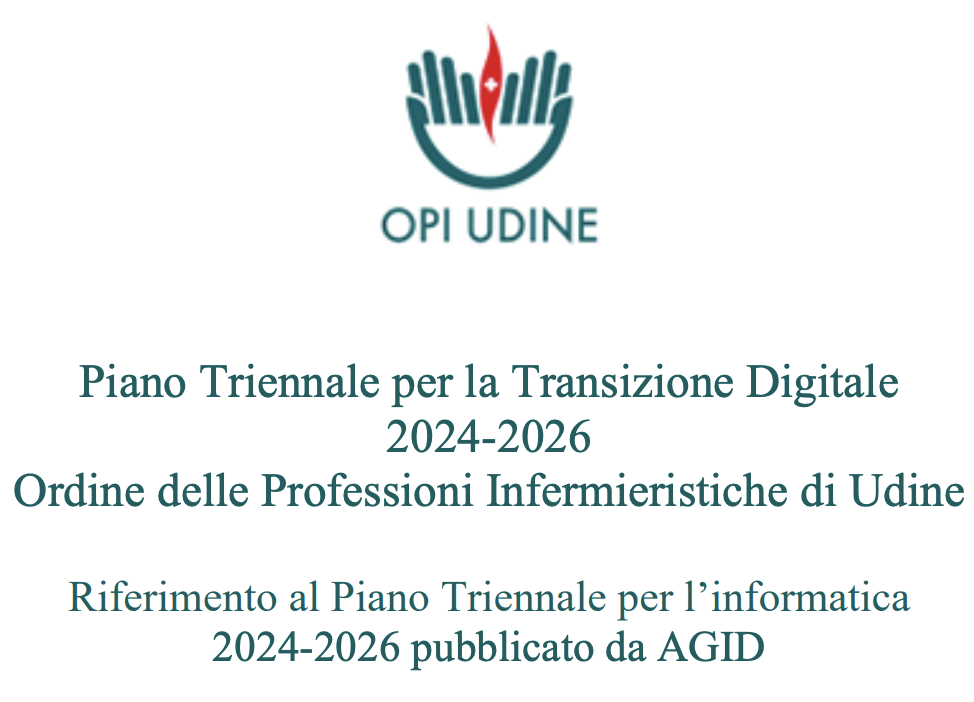 OPI UDINE
Piano Triennale per la Transizione Digitale
2024-2026
Ordine delle Professioni Infermieristiche di Udine
Riferimento al Piano Triennale per l’informatica
2024-2026 pubblicato da AGID